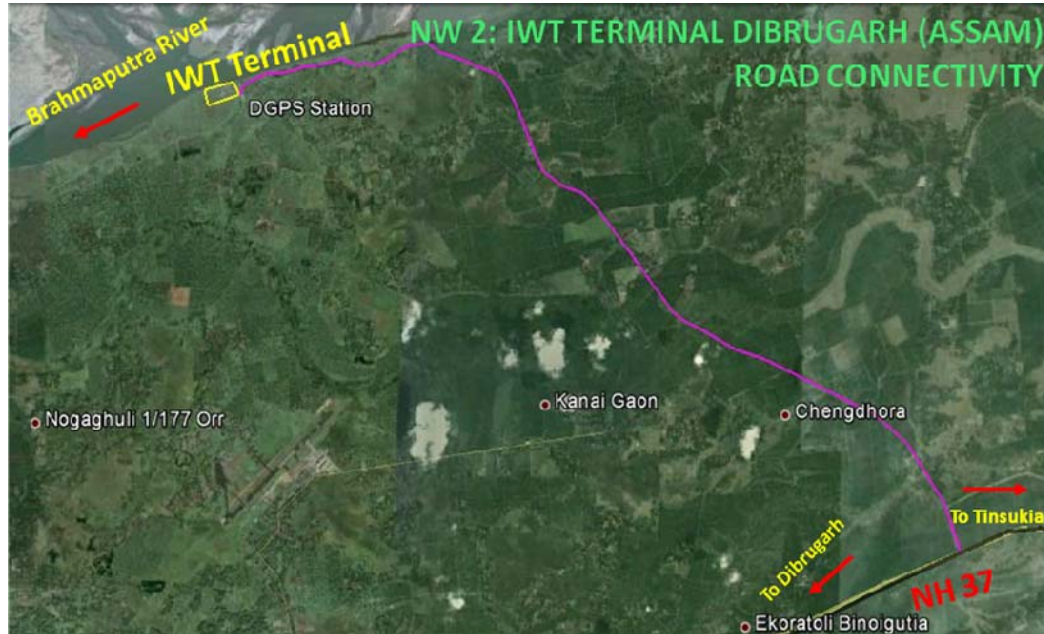 NW 2: IWT TERMINAL DIBRUGARH (ASSAM)
ROAD CONNECTIVITY
Brahmaputra River
IWT Terminal
DGPS Station
Nogaghuli 1/177 Orr
Kanai Gaon
Chengdhora
To Tinsukia
To Dibrugarh
NH 37
Ekoratoli Binoigutia